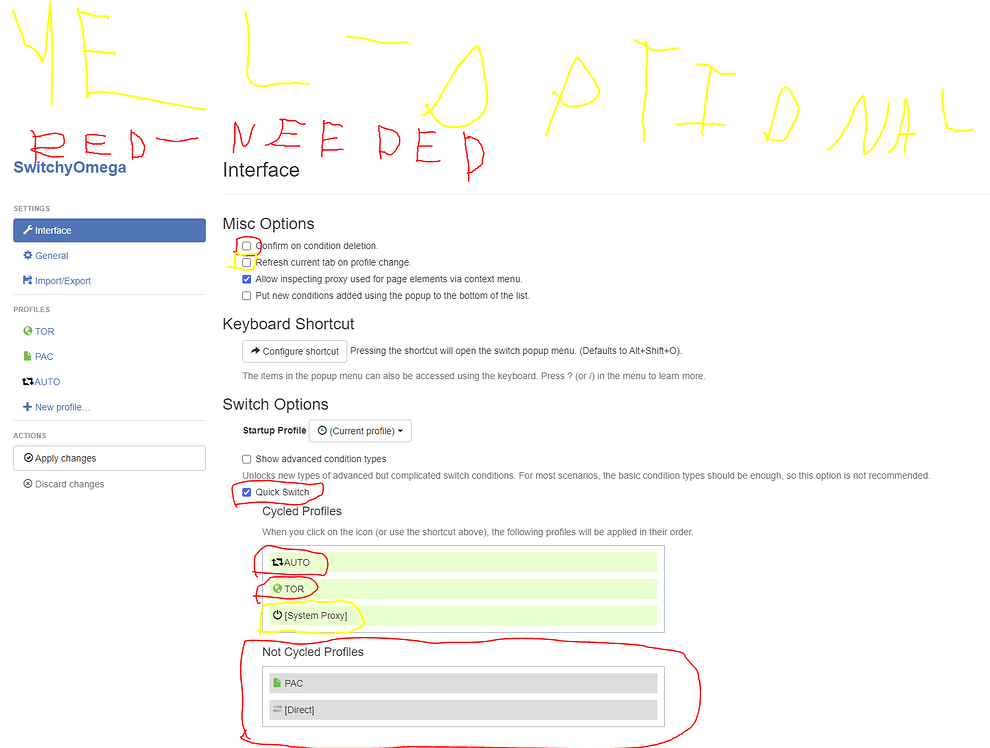 YEL - OPTIONAL
RED - NEEDED
SwitchyOmega
Interface
SETTINGS
Interface
General
Import/Export
PROFILES
TOR
PAC
AUTO
New profile...
ACTIONS
Apply changes
Discard changes
Misc Options
Confirm on condition deletion.
Refresh current tab on profile change.
Allow inspecting proxy used for page elements via context menu.
Put new conditions added using the popup to the bottom of the list.
Keyboard Shortcut
Configure shortcut Pressing the shortcut will open the switch popup menu. (Defaults to Alt+Shift+O).
The items in the popup menu can also be accessed using the keyboard. Press ? (or /) in the menu to learn more.
Switch Options
Startup Profile (Current profile)
Show advanced condition types
Unlocks new types of advanced but complicated switch conditions. For most scenarios, the basic condition types should be enough, so this option is not recommended.
Quick Switch
Cycled Profiles
When you click on the icon (or use the shortcut above), the following profiles will be applied in their order.
AUTO
TOR
[System Proxy]
Not Cycled Profiles
PAC
[Direct]